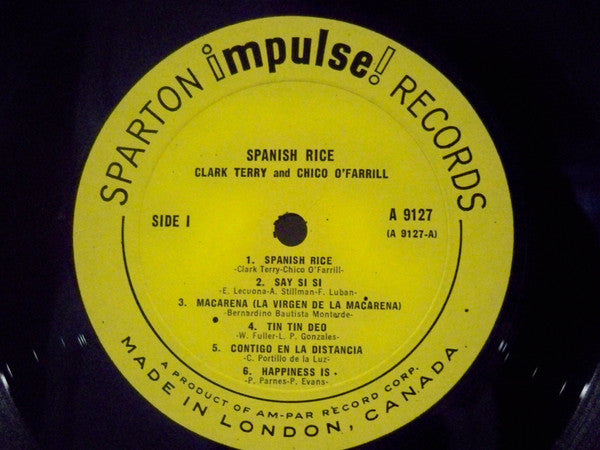 SPARTON impulse! RECORDS
SPANISH RICE
CLARK TERRY and CHICO O'FARRILL
SIDE I
A 9127
(A 9127-A)
1. SPANISH RICE
-Clark Terry-Chico O'Farrill-
2. SAY SI SI
-E. Lecuona-A. Stillman-F. Luban-
3. MACARENA (LA VIRGEN DE LA MACARENA)
-Bernardino Bautista Monterde-
4. TIN TIN DEO
-W. Fuller-L. P. Gonzales-
5. CONTIGO EN LA DISTANCIA
-C. Portillo de la Luz-
6. HAPPINESS IS
-P. Parnes-P. Evans-
A PRODUCT OF AM-PAR RECORD CORP.
MADE IN LONDON, CANADA